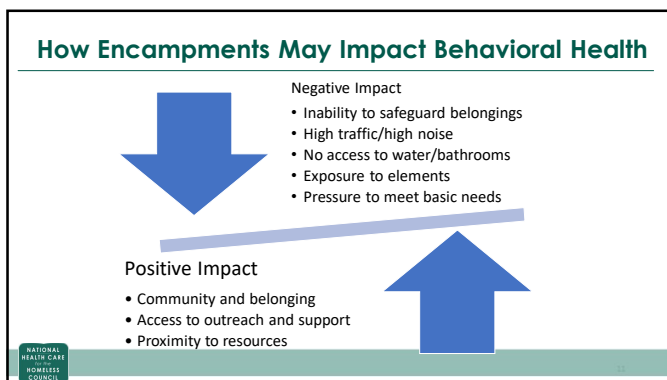 How Encampments May Impact Behavioral Health
Negative Impact
• Inability to safeguard belongings
• High traffic/high noise
• No access to water/bathrooms
• Exposure to elements
• Pressure to meet basic needs
Positive Impact
• Community and belonging
• Access to outreach and support
• Proximity to resources
NATIONAL
HEALTH CARE
for the
HOMELESS
COUNCIL